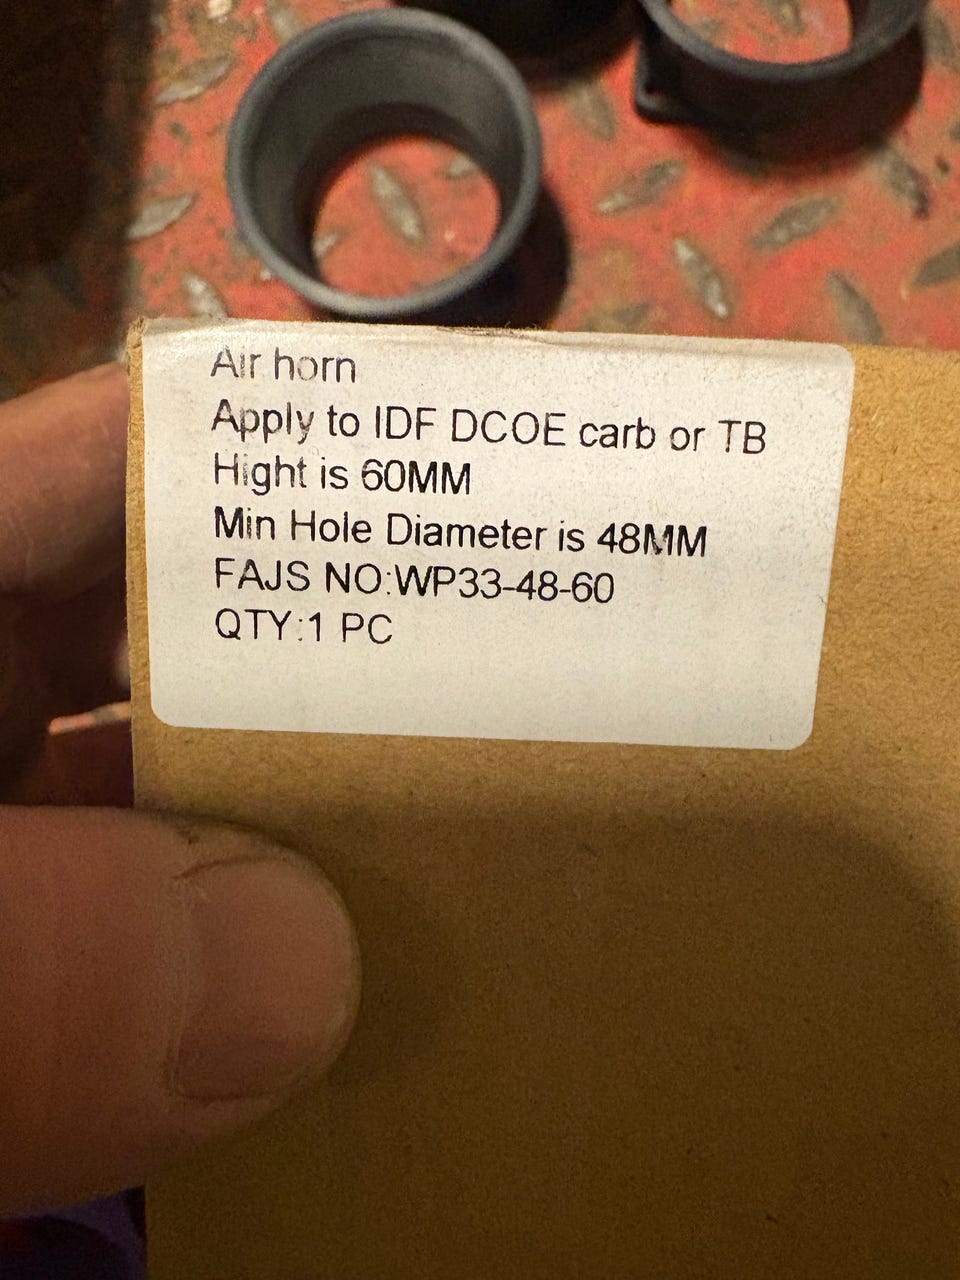 Air horn
Apply to IDF DCOE carb or TB
Hight is 60MM
Min Hole Diameter is 48MM
FAJS NO:WP33-48-60
QTY:1 PC